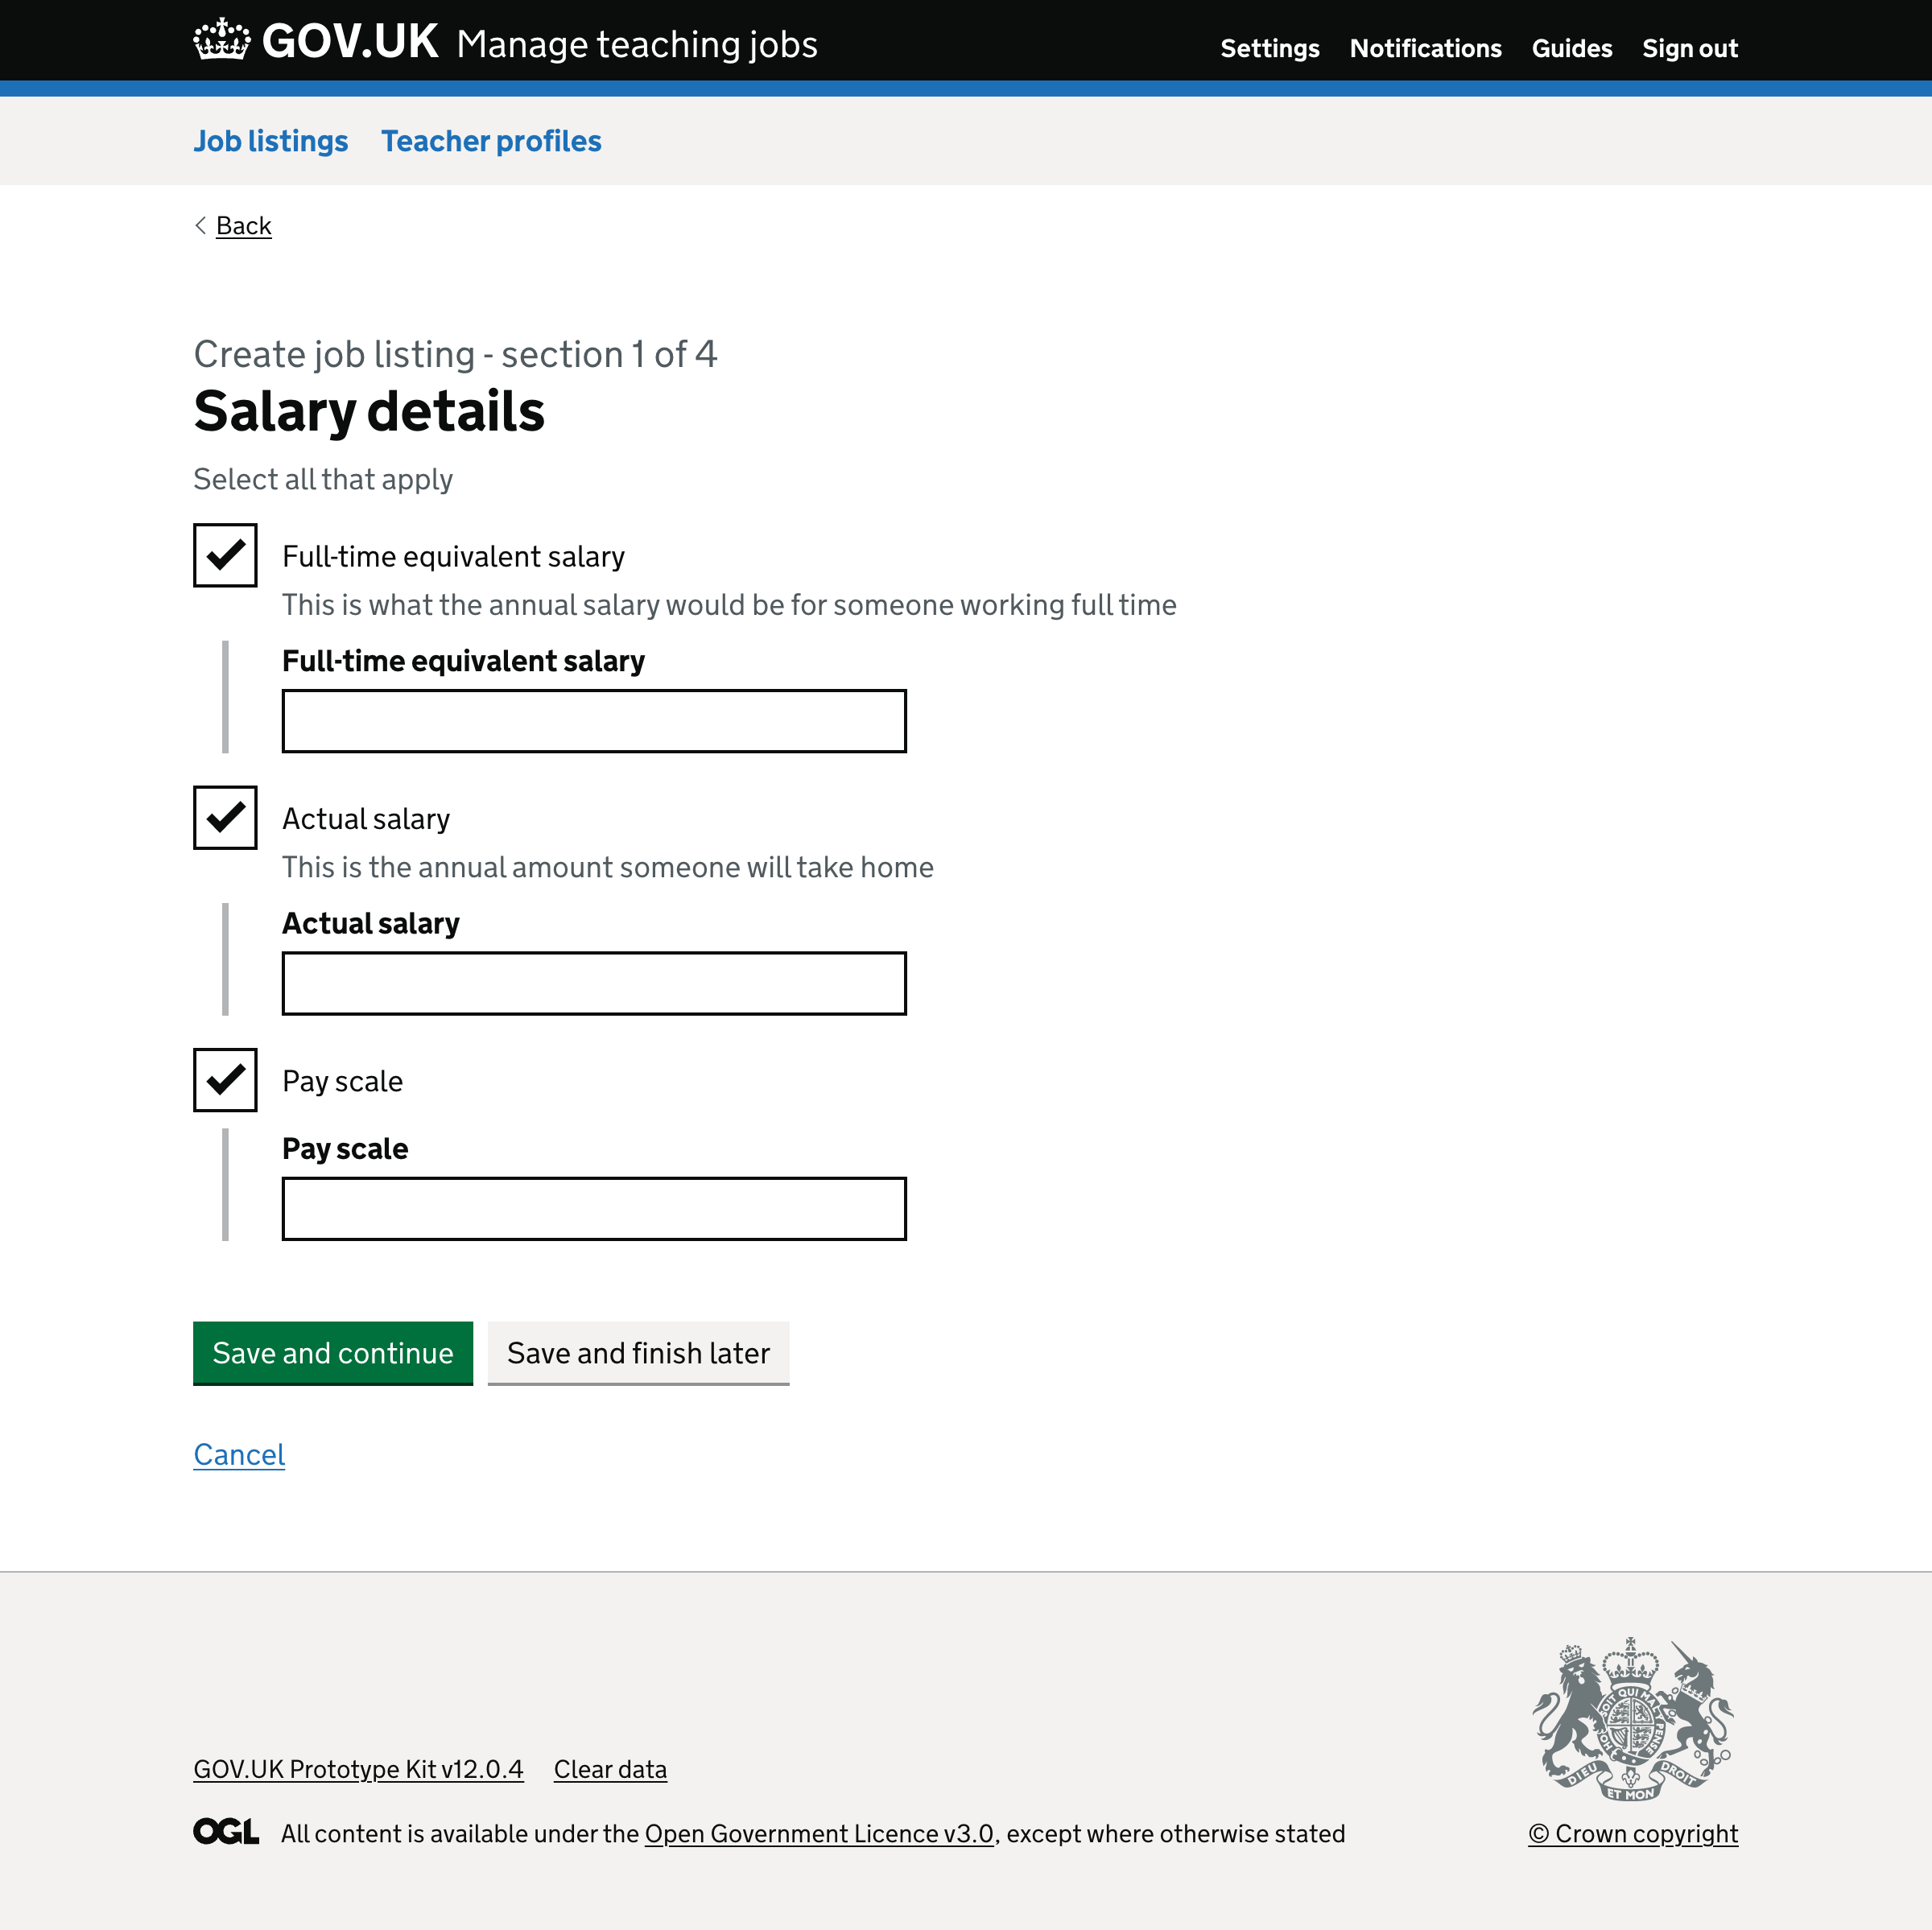 GOV.UK Manage teaching jobs
Settings Notifications Guides Sign out
Job listings Teacher profiles
Back
Create job listing - section 1 of 4
Salary details
Select all that apply
Full-time equivalent salary
This is what the annual salary would be for someone working full time
Full-time equivalent salary
Actual salary
This is the annual amount someone will take home
Actual salary
Pay scale
Pay scale
Save and continue Save and finish later
Cancel
SOIT QUI MAL Y PENSE HON
DIEU ET MON DROIT
GOV.UK Prototype Kit v12.0.4 Clear data
OGL All content is available under the Open Government Licence v3.0, except where otherwise stated
© Crown copyright